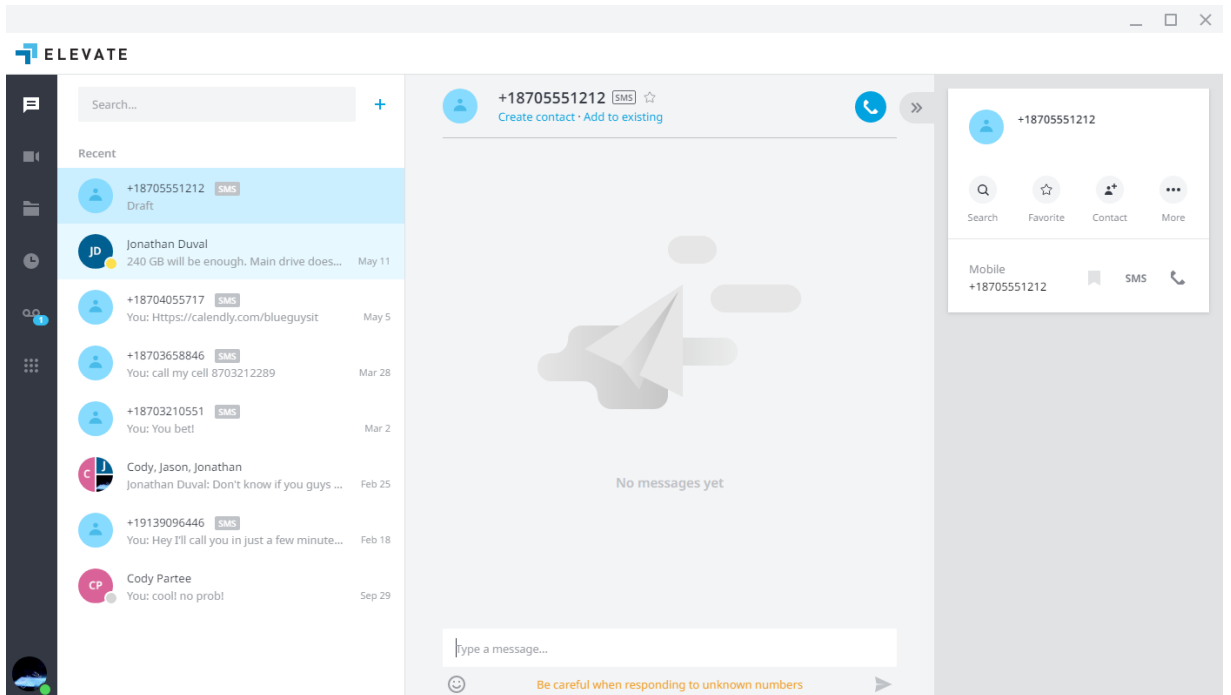 ELEVATE
Search...
+
Recent
+18705551212 SMS
Draft
JD
Jonathan Duval
240 GB will be enough. Main drive does... May 11
+18704055717 SMS
You: Https://calendly.com/blueguysit May 5
+18703658846 SMS
You: call my cell 8703212289 Mar 28
+18703210551 SMS
You: You bet! Mar 2
C J
Cody, Jason, Jonathan
Jonathan Duval: Don't know if you guys ... Feb 25
+19139096446 SMS
You: Hey I'll call you in just a few minute... Feb 18
CP
Cody Partee
You: cool! no prob! Sep 29
1
+18705551212 SMS
Create contact · Add to existing
No messages yet
Type a message...
Be careful when responding to unknown numbers
+18705551212
Search Favorite Contact More
Mobile
+18705551212
SMS